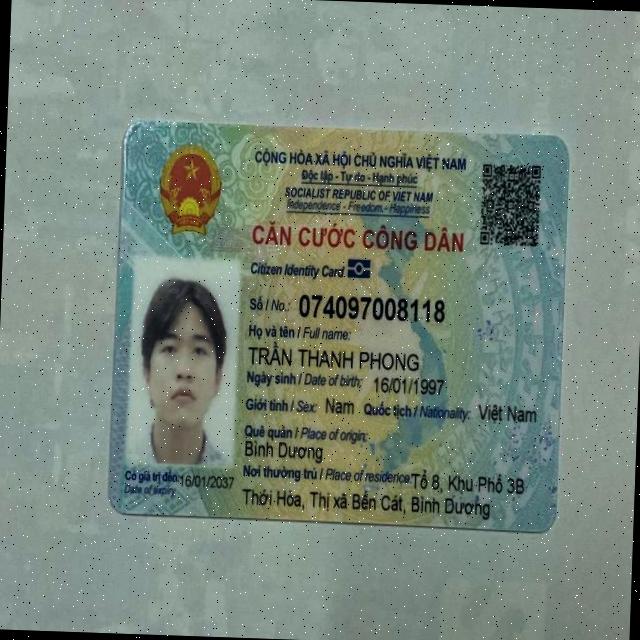 CỘNG HÒA XÃ HỘI CHỦ NGHĨA VIỆT NAM
Độc lập - Tự do - Hạnh phúc
SOCIALIST REPUBLIC OF VIET NAM
Independence - Freedom - Happiness
CĂN CƯỚC CÔNG DÂN
Citizen Identity Card
Số / No.: 074097008118
Họ và tên / Full name:
TRẦN THANH PHONG
Ngày sinh / Date of birth: 16/01/1997
Giới tính / Sex: Nam Quốc tịch / Nationality: Việt Nam
Quê quán / Place of origin:
Bình Dương
Nơi thường trú / Place of residence: Tổ 8, Khu Phố 3B
Thới Hòa, Thị xã Bến Cát, Bình Dương
Có giá trị đến: 16/01/2037
Date of expiry